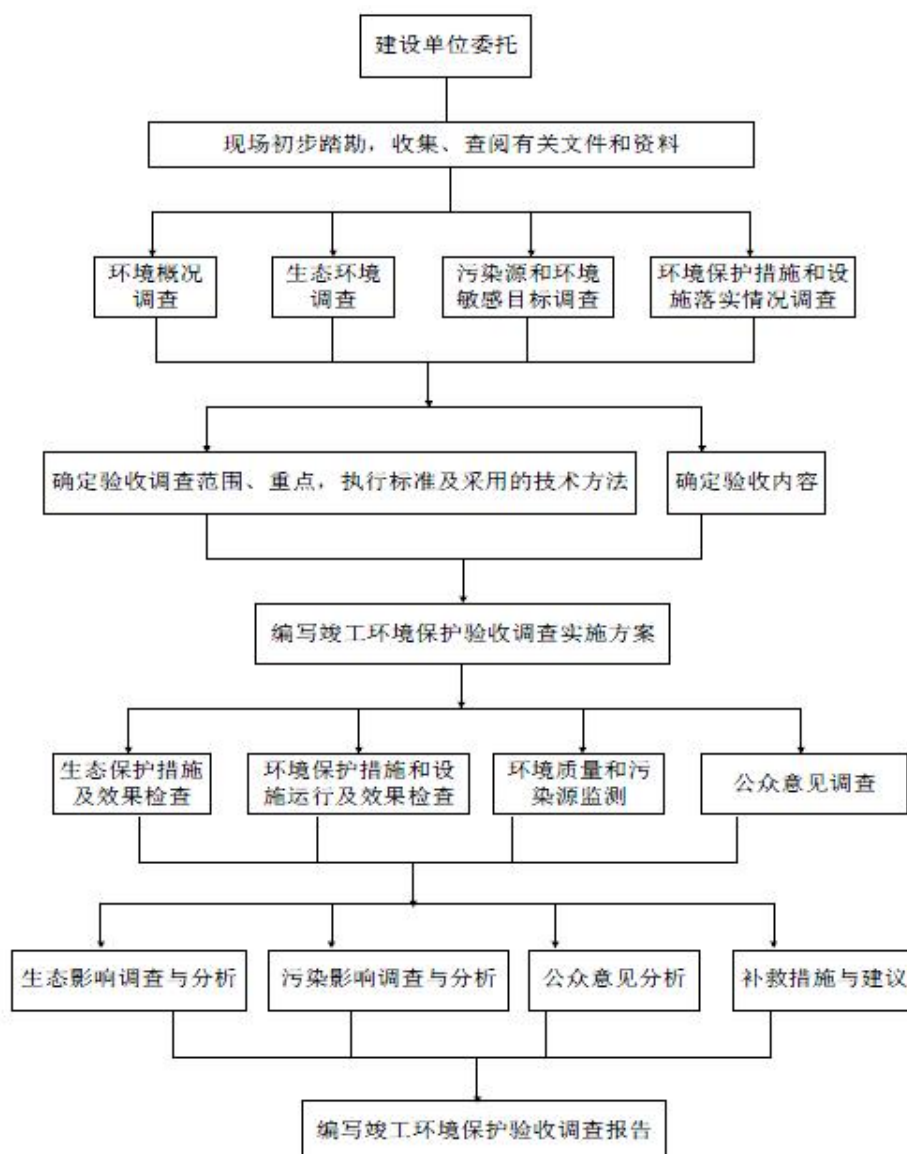 建设单位委托
现场初步踏勘，收集、查阅有关文件和资料
环境概况
调查
生态环境
调查
污染源和环境
敏感目标调查
环境保护措施和设
施落实情况调查
确定验收调查范围、重点，执行标准及采用的技术方法
确定验收内容
编写竣工环境保护验收调查实施方案
生态保护措施
及效果检查
环境保护措施和设
施运行及效果检查
环境质量和污
染源监测
公众意见调查
生态影响调查与分析
污染影响调查与分析
公众意见分析
补救措施与建议
编写竣工环境保护验收调查报告